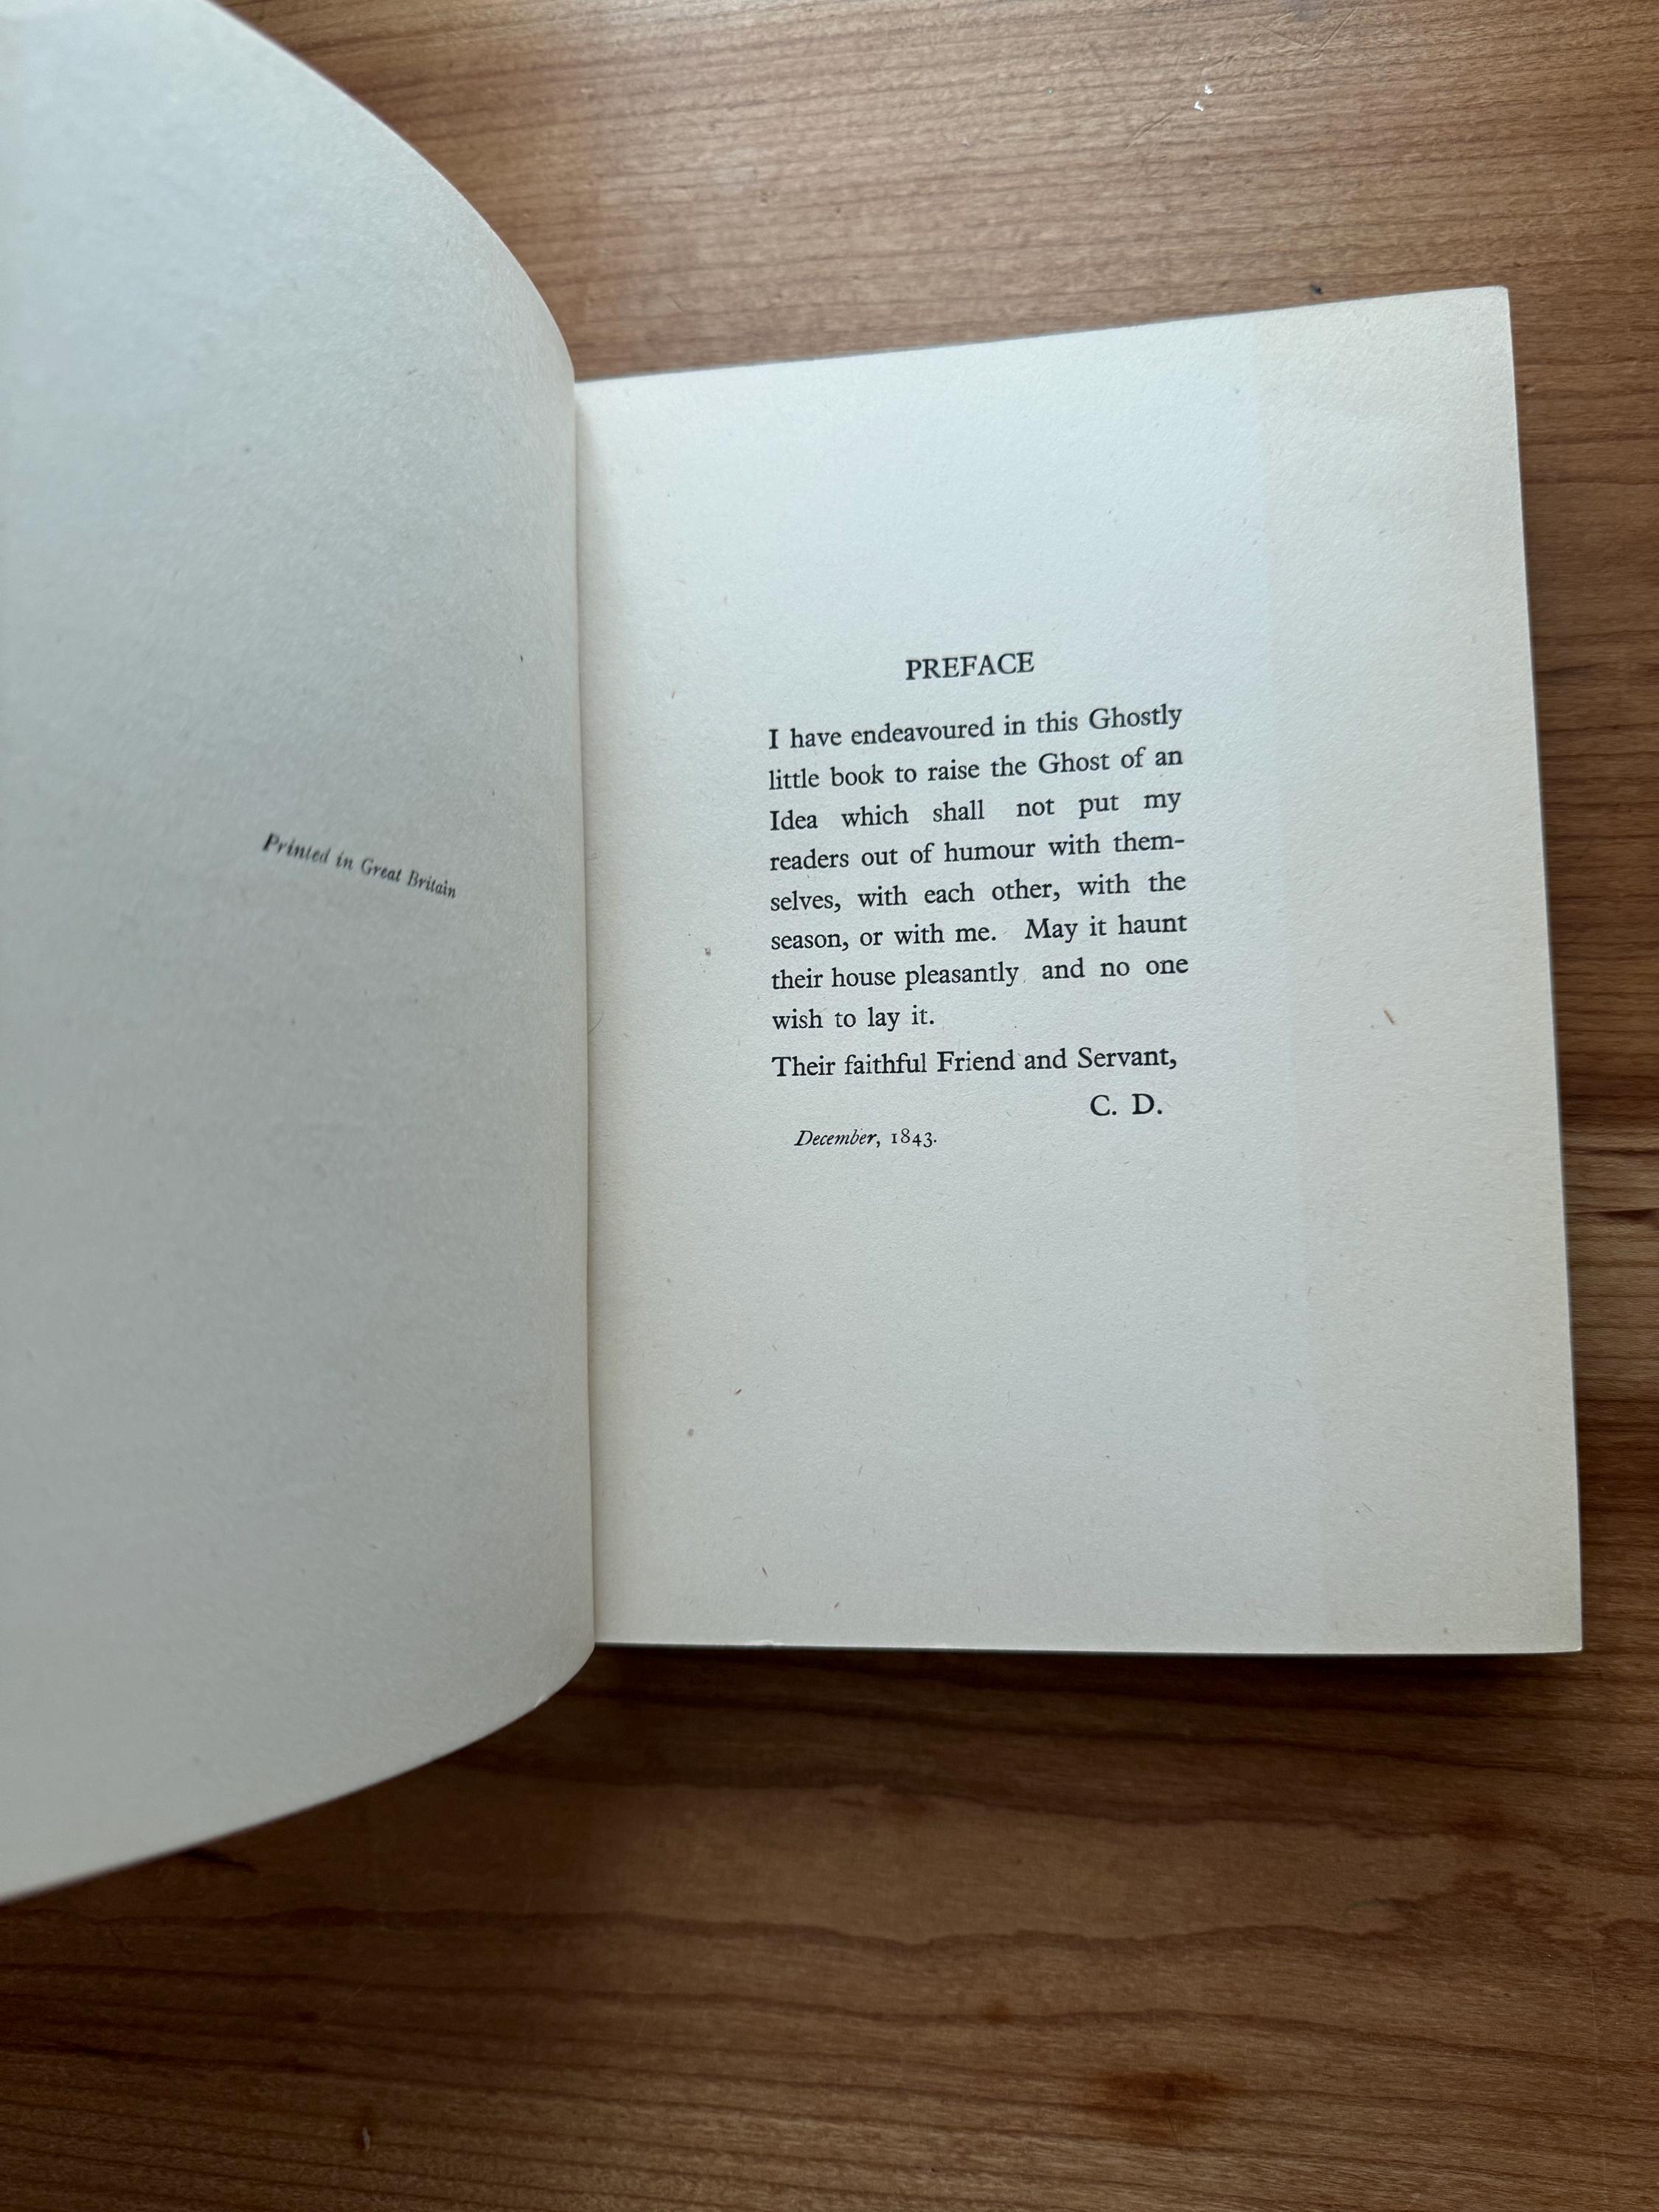 Printed in Great Britain
PREFACE
I have endeavoured in this Ghostly
little book to raise the Ghost of an
Idea which shall not put my
readers out of humour with them-
selves, with each other, with the
season, or with me. May it haunt
their house pleasantly and no one
wish to lay it.
Their faithful Friend and Servant,
C. D.
December, 1843.